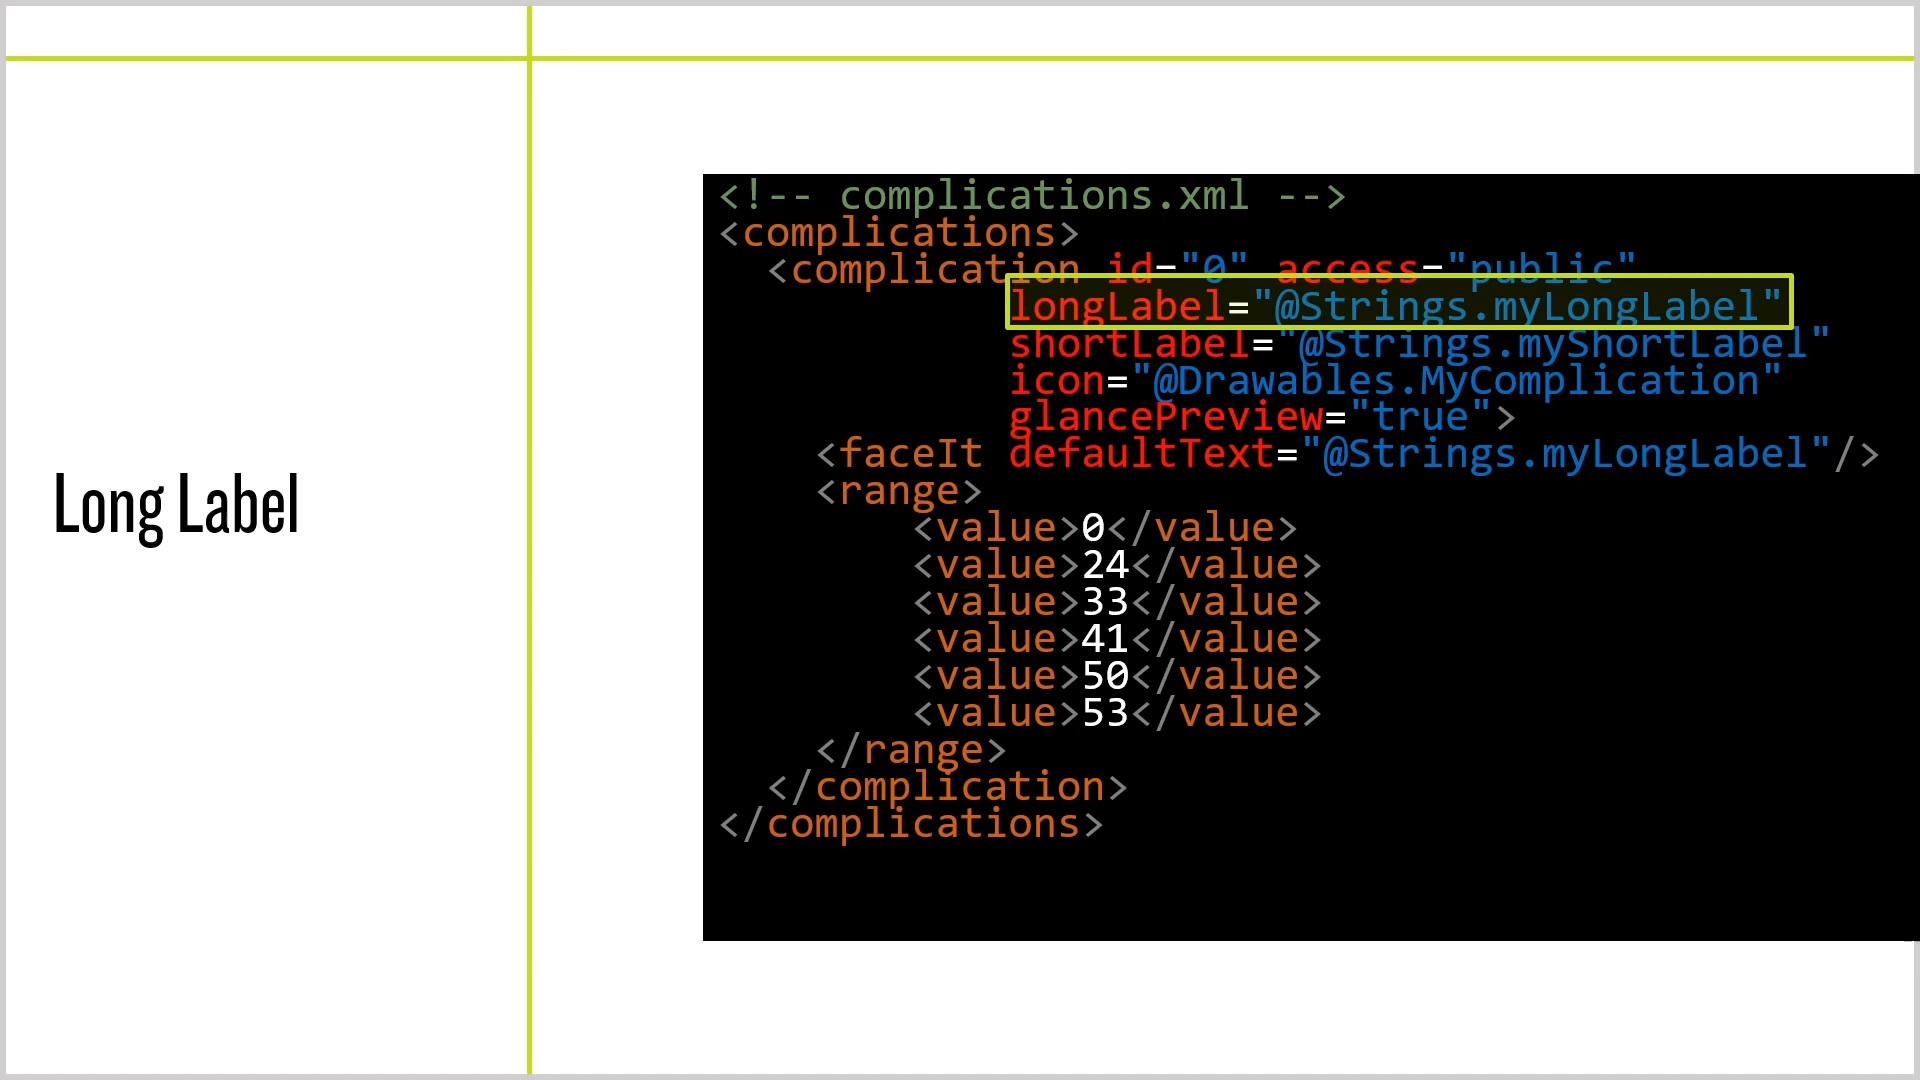 Long Label
<!-- complications.xml -->
<complications>
  <complication id="0" access="public"
            longLabel="@Strings.myLongLabel"
            shortLabel="@Strings.myShortLabel"
            icon="@Drawables.MyComplication"
            glancePreview="true">
    <faceIt defaultText="@Strings.myLongLabel"/>
    <range>
        <value>0</value>
        <value>24</value>
        <value>33</value>
        <value>41</value>
        <value>50</value>
        <value>53</value>
    </range>
  </complication>
</complications>